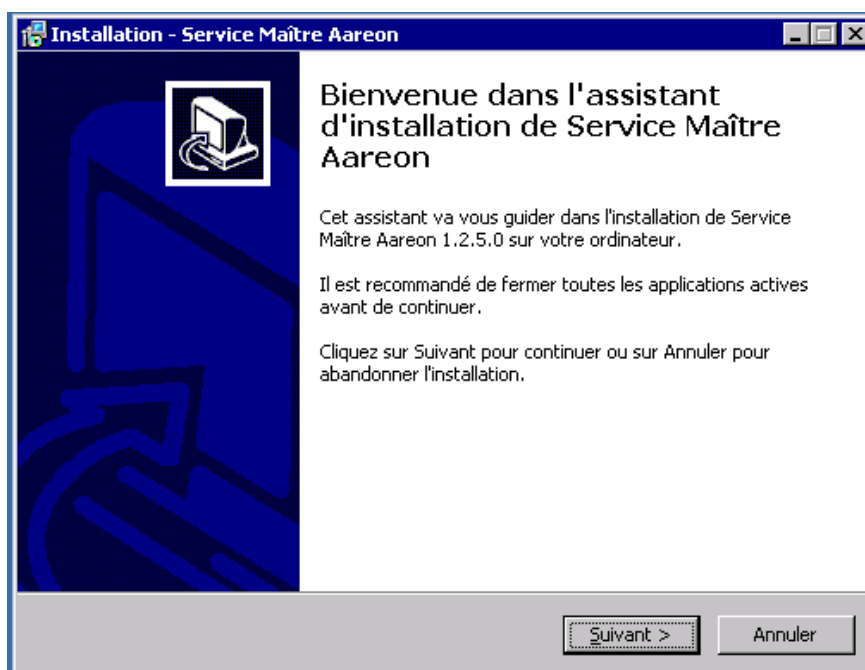 Installation - Service Maître Aareon
Bienvenue dans l'assistant
d'installation de Service Maître
Aareon
Cet assistant va vous guider dans l'installation de Service
Maître Aareon 1.2.5.0 sur votre ordinateur.
Il est recommandé de fermer toutes les applications actives
avant de continuer.
Cliquez sur Suivant pour continuer ou sur Annuler pour
abandonner l'installation.
Suivant >
Annuler